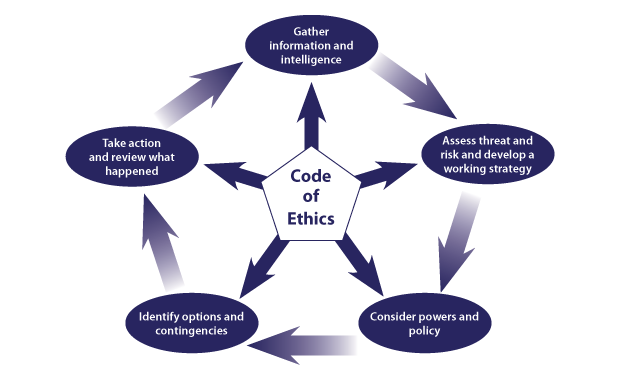 Gather
information and
intelligence
Assess threat and
risk and develop a
working strategy
Consider powers and
policy
Identify options and
contingencies
Take action
and review what
happened
Code
of
Ethics